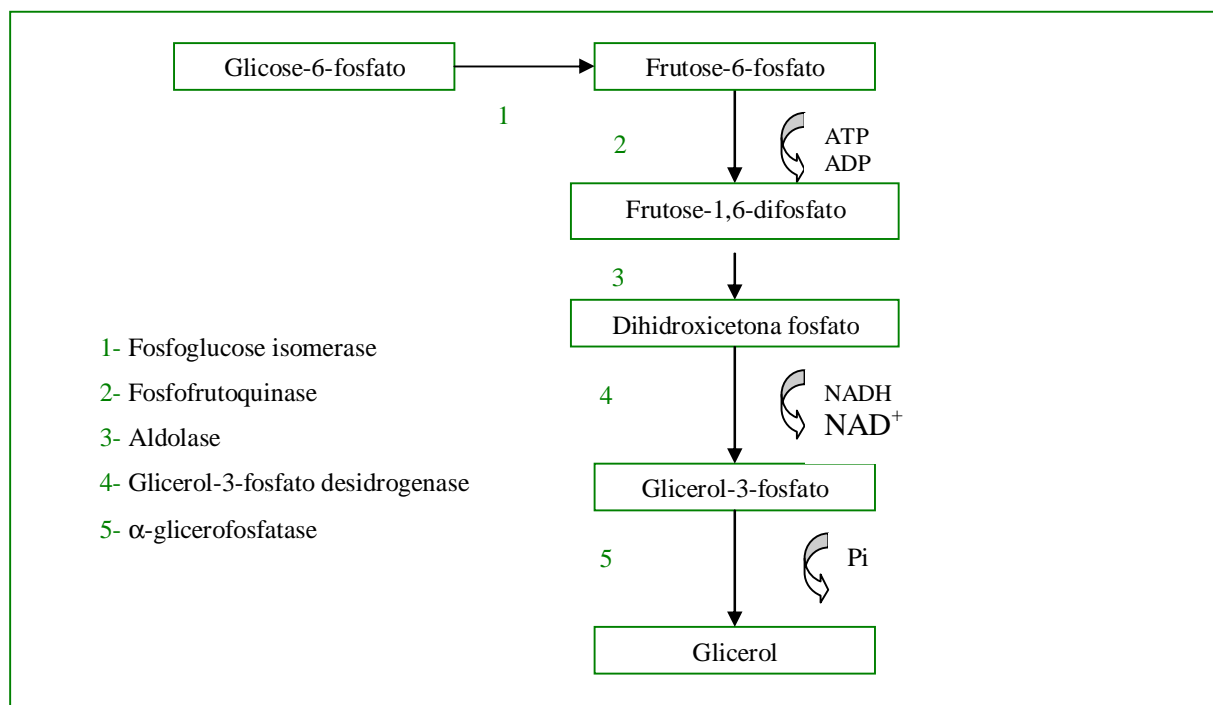 Glicose-6-fosfato
Frutose-6-fosfato
1
2
ATP
ADP
Frutose-1,6-difosfato
3
Dihidroxicetona fosfato
1- Fosfoglucose isomerase
2- Fosfofrutoquinase
3- Aldolase
4- Glicerol-3-fosfato desidrogenase
5- α-glicerofosfatase
4
NADH
NAD⁺
Glicerol-3-fosfato
5
Pi
Glicerol